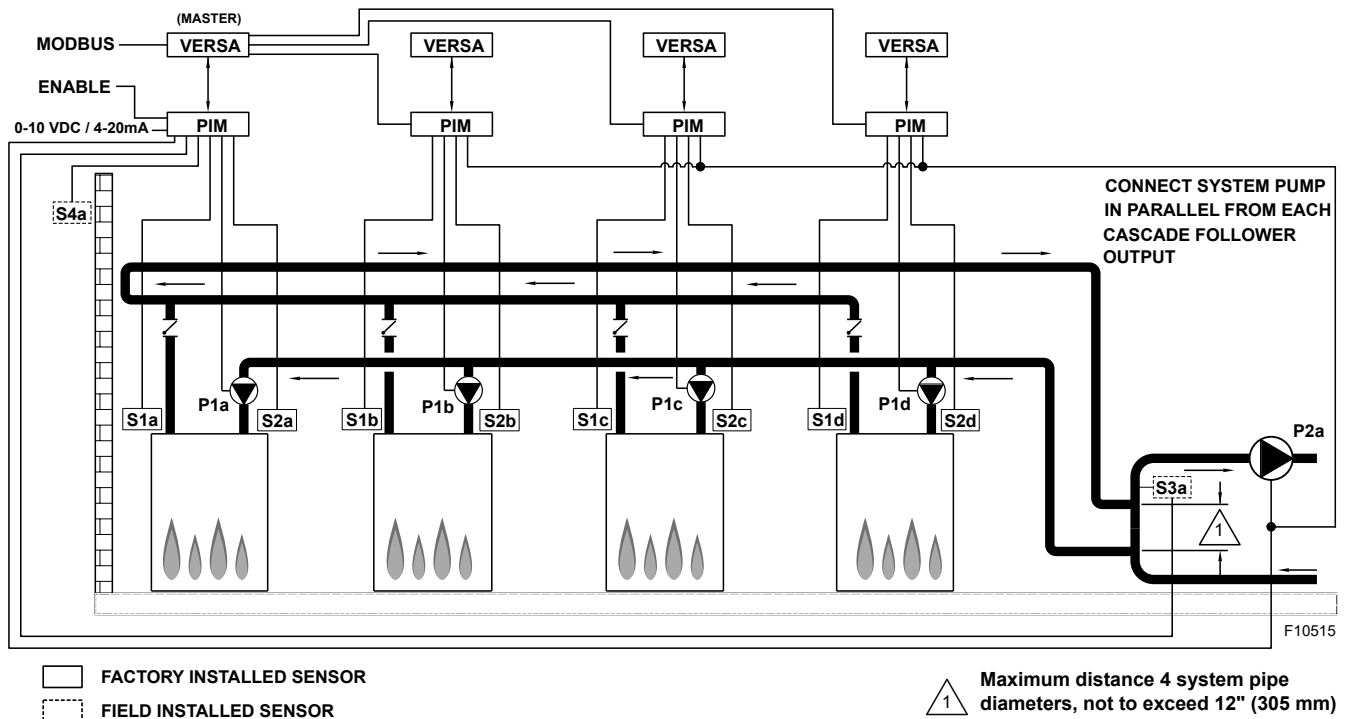 (MASTER)
MODBUS
VERSA
VERSA
VERSA
VERSA
ENABLE
0-10 VDC / 4-20mA
PIM
PIM
PIM
PIM
S4a
CONNECT SYSTEM PUMP
IN PARALLEL FROM EACH
CASCADE FOLLOWER
OUTPUT
P1a
P1b
P1c
P1d
S1a
S2a
S1b
S2b
S1c
S2c
S1d
S2d
P2a
S3a
1
F10515
FACTORY INSTALLED SENSOR
FIELD INSTALLED SENSOR
1
Maximum distance 4 system pipe
diameters, not to exceed 12" (305 mm)